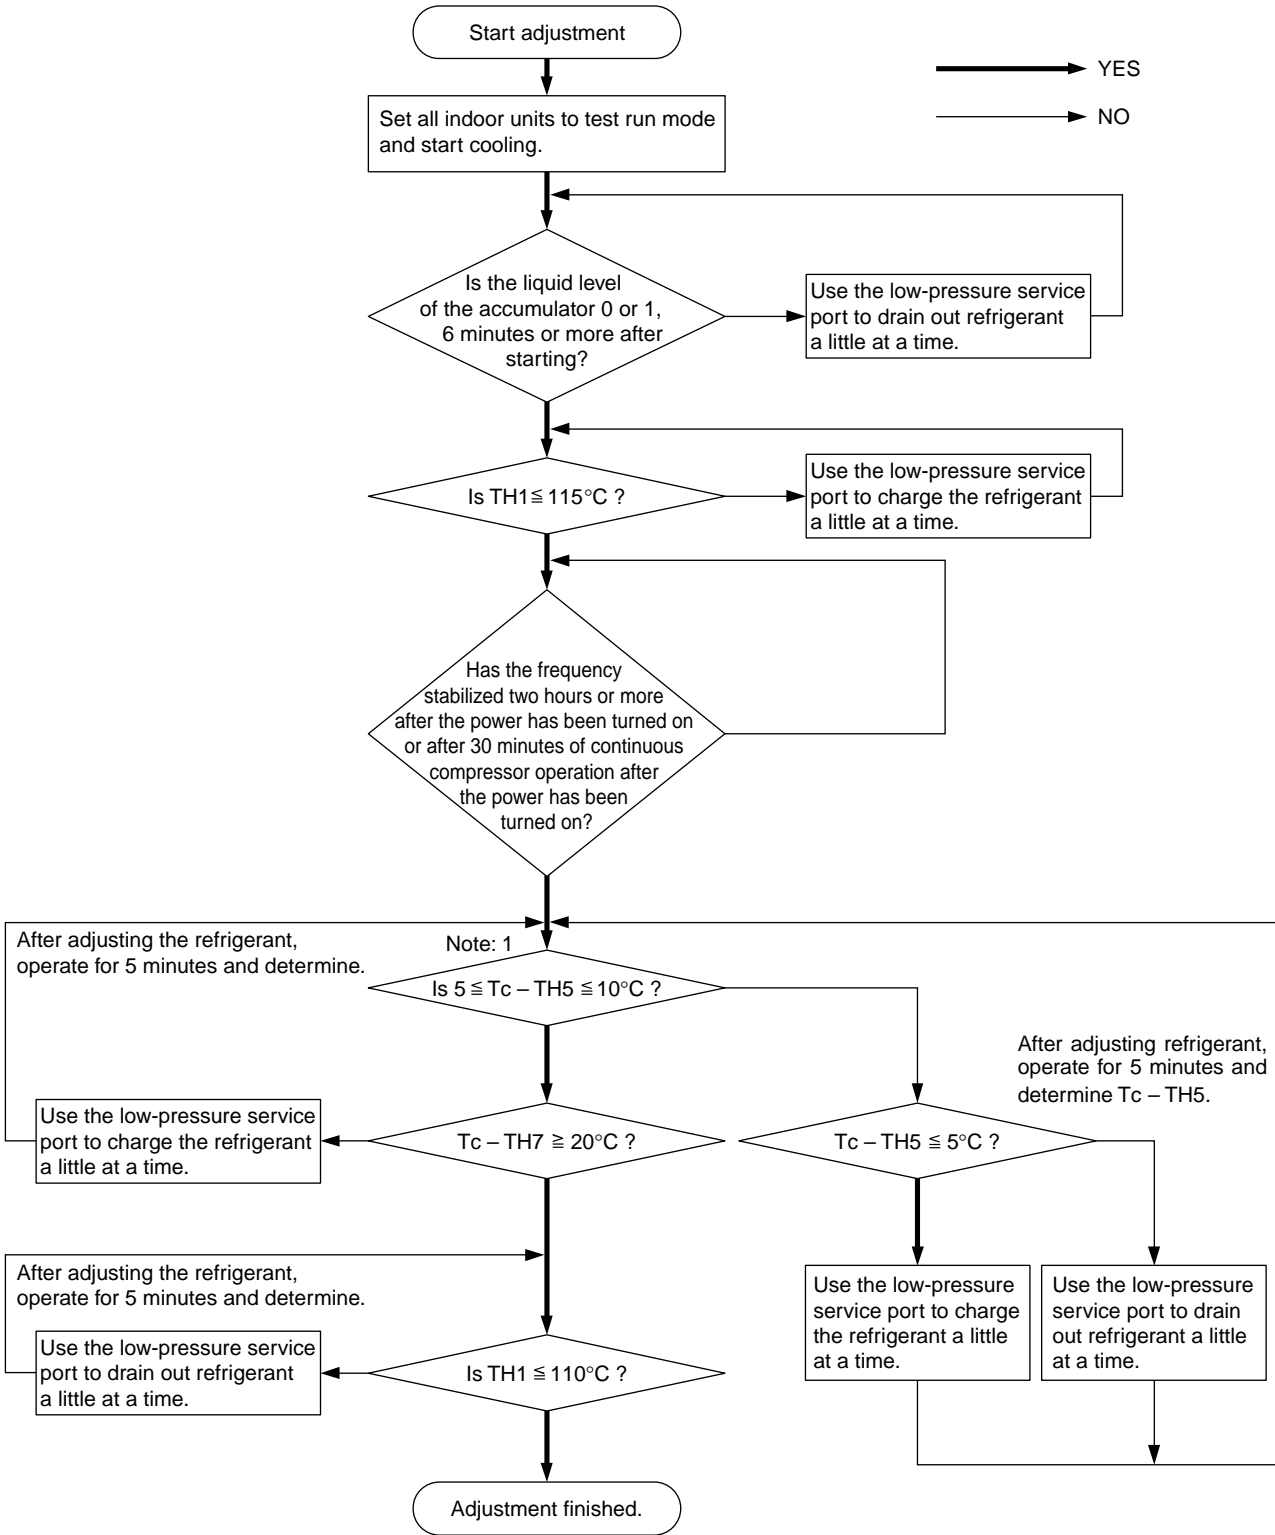 Start adjustment
YES
NO
Set all indoor units to test run mode
and start cooling.
Is the liquid level
of the accumulator 0 or 1,
6 minutes or more after
starting?
Use the low-pressure service
port to drain out refrigerant
a little at a time.
Is TH1 ≦ 115°C ?
Use the low-pressure service
port to charge the refrigerant
a little at a time.
Has the frequency
stabilized two hours or more
after the power has been turned on
or after 30 minutes of continuous
compressor operation after
the power has been
turned on?
After adjusting the refrigerant,
operate for 5 minutes and determine.
Note: 1
Is 5 ≦ Tc – TH5 ≦ 10°C ?
After adjusting refrigerant,
operate for 5 minutes and
determine Tc – TH5.
Use the low-pressure service
port to charge the refrigerant
a little at a time.
Tc – TH7 ≧ 20°C ?
Tc – TH5 ≦ 5°C ?
After adjusting the refrigerant,
operate for 5 minutes and determine.
Use the low-pressure service
port to drain out refrigerant
a little at a time.
Is TH1 ≦ 110°C ?
Use the low-pressure
service port to charge
the refrigerant a little
at a time.
Use the low-pressure
service port to drain
out refrigerant a little
at a time.
Adjustment finished.